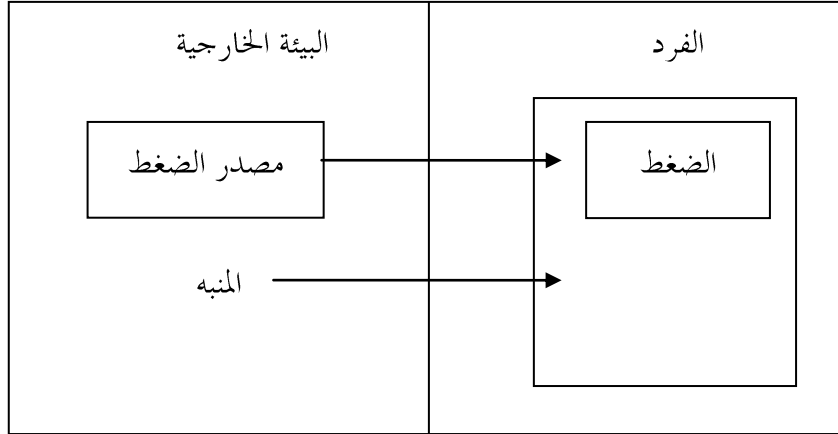 الفرد
البيئة الخارجية
الضغط
مصدر الضغط
المنبه